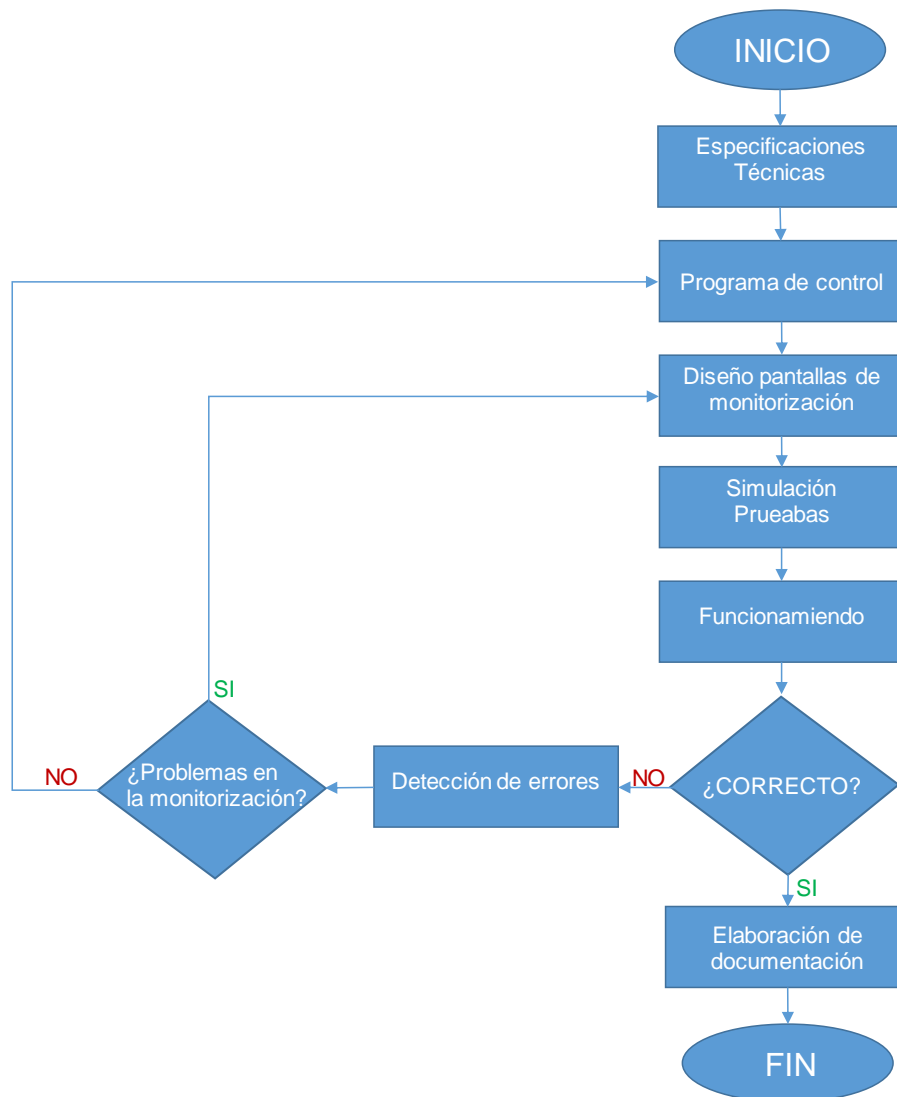 INICIO
Especificaciones
Técnicas
Programa de control
Diseño pantallas de
monitorización
Simulación
Prueabas
Funcionamiendo
SI
NO
¿Problemas en
la monitorización?
Detección de errores
NO
¿CORRECTO?
SI
Elaboración de
documentación
FIN